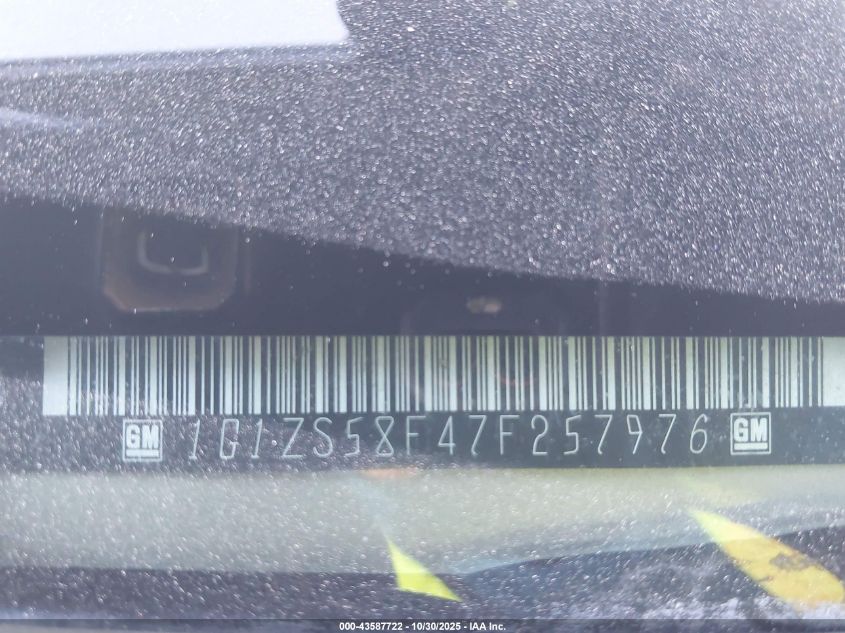 GM 1G1ZS58F47F257976 GM
000-43587722 - 10/30/2025 - IAA Inc.